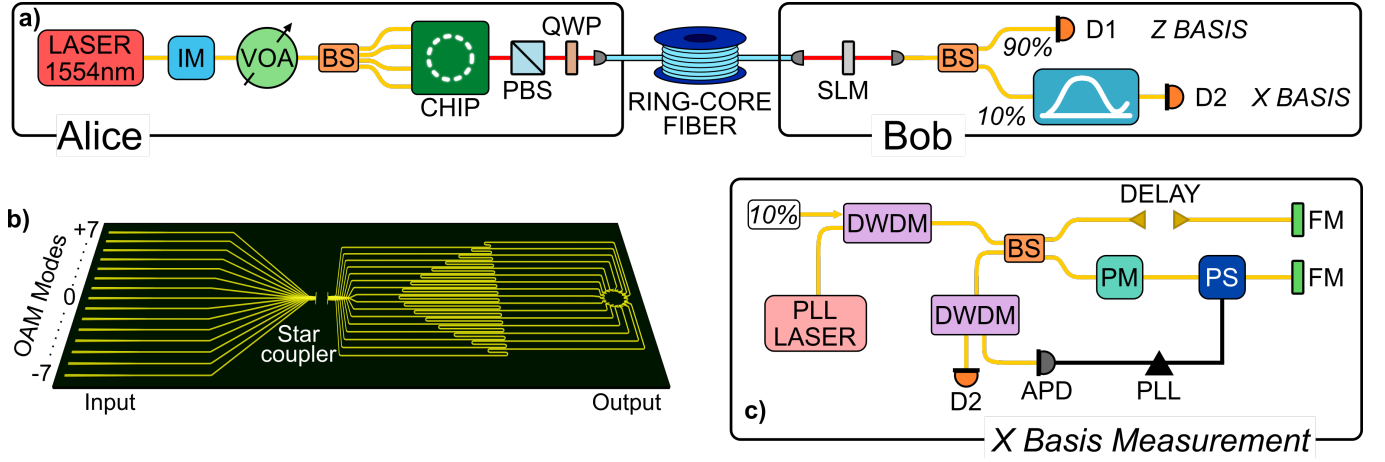 a)
LASER
1554nm
IM
VOA
BS
CHIP
PBS
QWP
Alice
RING-CORE
FIBER
SLM
BS
90%
D1
Z BASIS
10%
D2
X BASIS
Bob
b)
OAM Modes
+7
0
-7
Star
coupler
Input
Output
c)
10%
DWDM
PLL
LASER
BS
DELAY
FM
PM
PS
FM
DWDM
D2
APD
PLL
X Basis Measurement